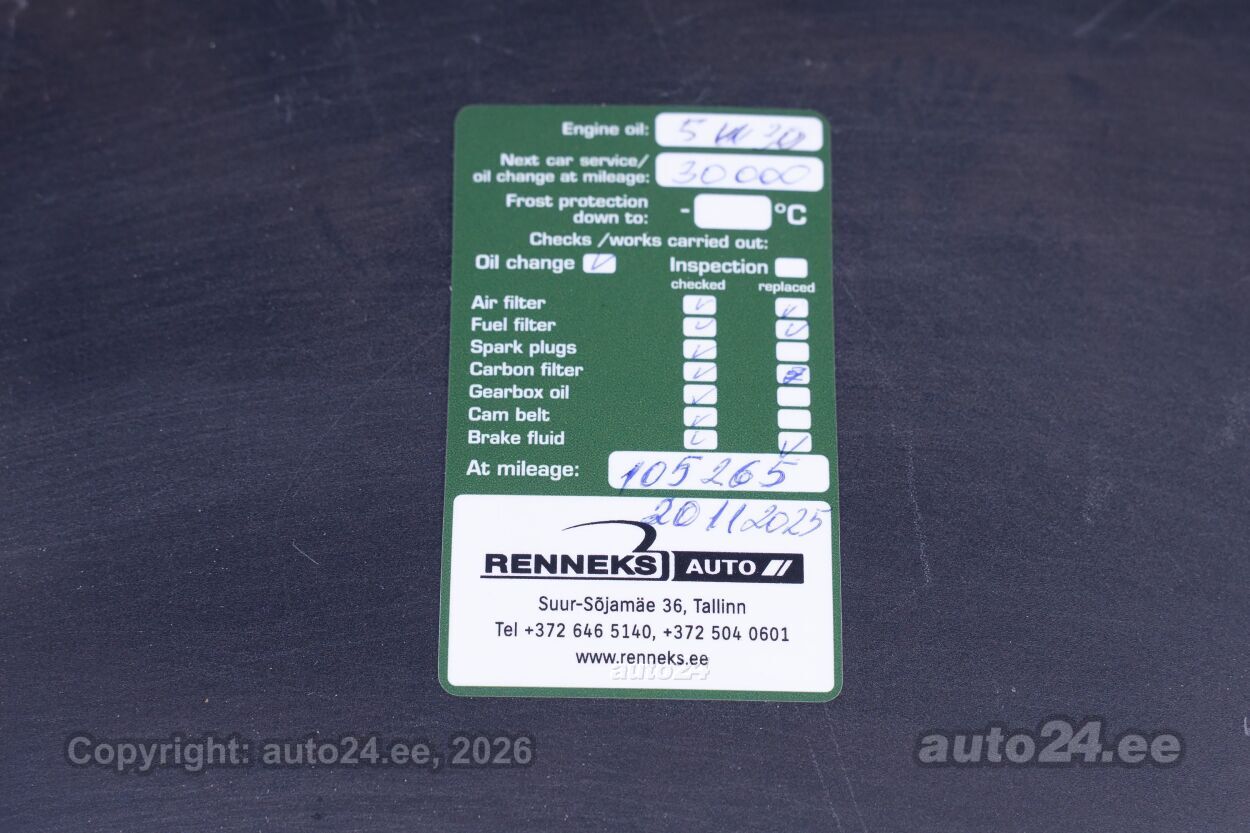 Engine oil: 5W30
Next car service/
oil change at mileage: 30000
Frost protection
down to: - °C
Checks /works carried out:
Oil change ✓ Inspection
checked replaced
Air filter ✓ ✓
Fuel filter ✓ ✓
Spark plugs ✓
Carbon filter ✓
Gearbox oil ✓
Cam belt ✓
Brake fluid ✓ ✓
At mileage: 105265
20112025
RENNEKS AUTO
Suur-Sõjamäe 36, Tallinn
Tel +372 646 5140, +372 504 0601
www.renneks.ee
auto24
Copyright: auto24.ee, 2026
auto24.ee